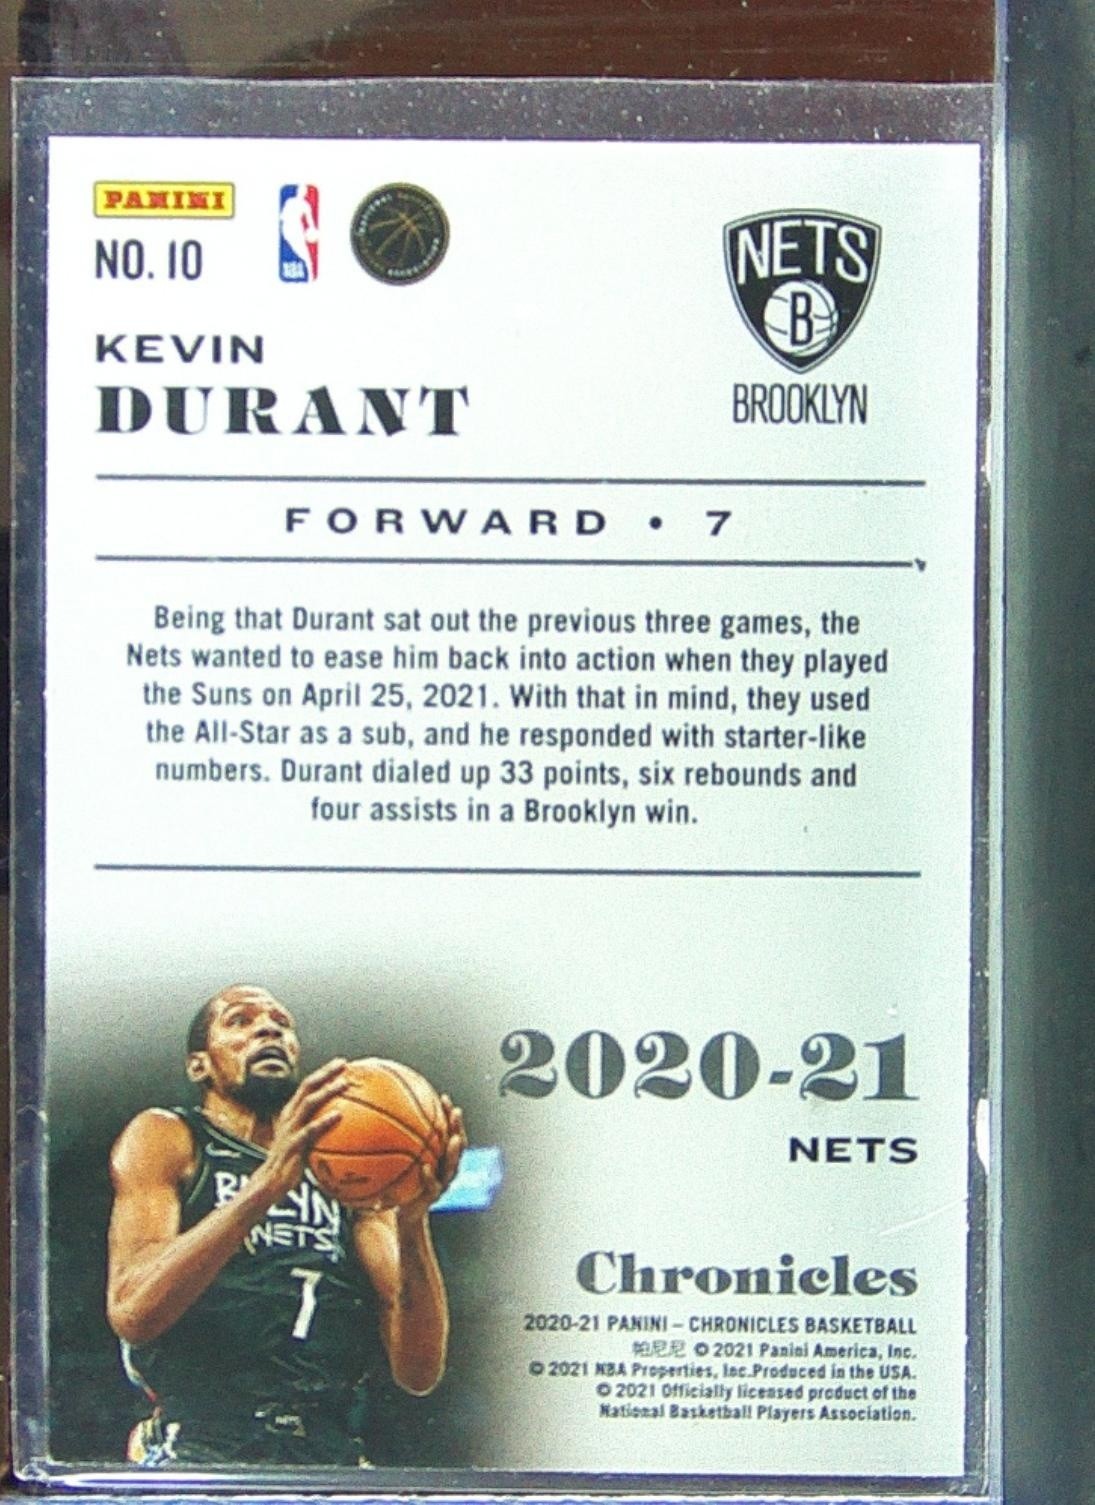 PANINI
NO. 10
NBA
NETS
B
BROOKLYN
KEVIN
DURANT
FORWARD • 7
Being that Durant sat out the previous three games, the
Nets wanted to ease him back into action when they played
the Suns on April 25, 2021. With that in mind, they used
the All-Star as a sub, and he responded with starter-like
numbers. Durant dialed up 33 points, six rebounds and
four assists in a Brooklyn win.
2020-21
NETS
NETS
7
Chronicles
2020-21 PANINI – CHRONICLES BASKETBALL
帕尼尼 © 2021 Panini America, Inc.
© 2021 NBA Properties, Inc.Produced in the USA.
© 2021 Officially licensed product of the
National Basketball Players Association.